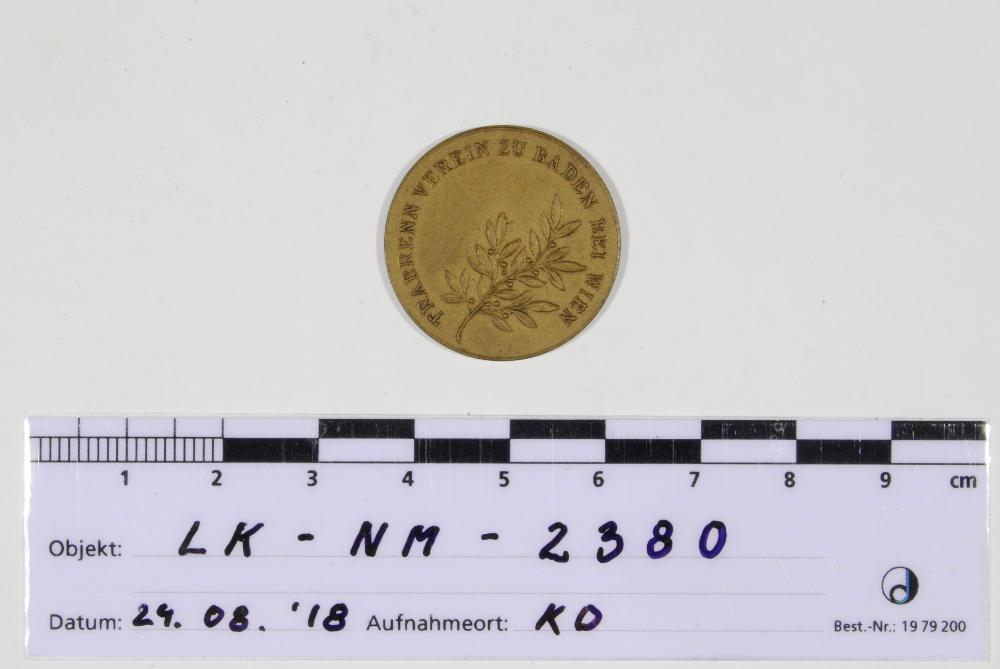 TRABRENN VEREIN ZU BADEN BEI WIEN
1 2 3 4 5 6 7 8 9 cm
Objekt: LK - NM - 2380
Datum: 24. 08. '18 Aufnahmeort: KO
Best.-Nr.: 19 79 200